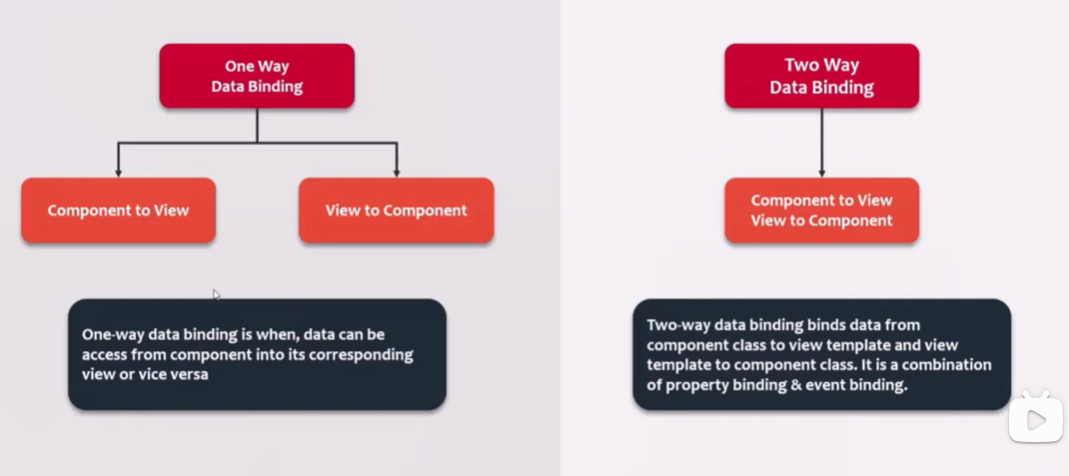 One Way
Data Binding
Component to View
View to Component
One-way data binding is when, data can be
access from component into its corresponding
view or vice versa
Two Way
Data Binding
Component to View
View to Component
Two-way data binding binds data from
component class to view template and view
template to component class. It is a combination
of property binding & event binding.